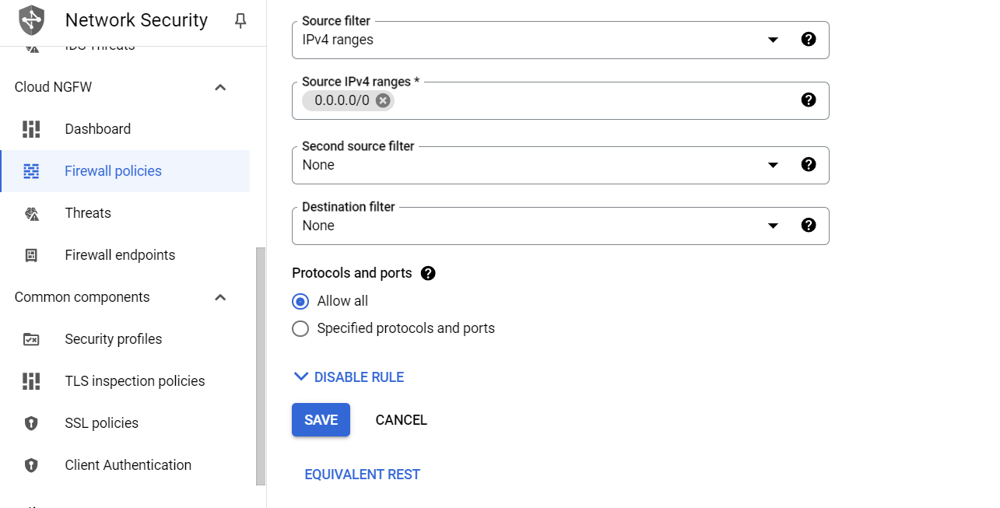 Network Security
IDS Threats
Cloud NGFW
Dashboard
Firewall policies
Threats
Firewall endpoints
Common components
Security profiles
TLS inspection policies
SSL policies
Client Authentication
Source filter
IPv4 ranges
Source IPv4 ranges *
0.0.0.0/0
Second source filter
None
Destination filter
None
Protocols and ports
Allow all
Specified protocols and ports
DISABLE RULE
SAVE CANCEL
EQUIVALENT REST